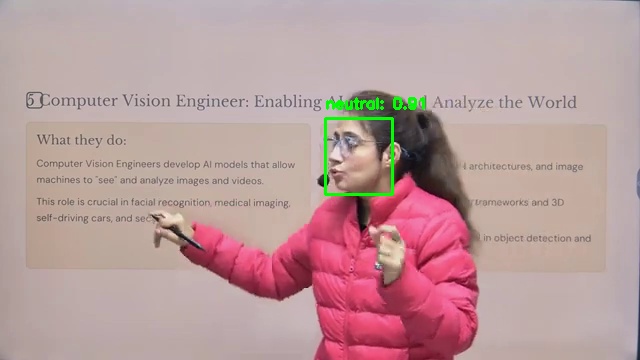 5 Computer Vision Engineer: Enabling AI Analyze the World
neutral: 0.91
What they do:
Computer Vision Engineers develop AI models that allow
machines to "see" and analyze images and videos.
This role is crucial in facial recognition, medical imaging,
self-driving cars, and
architectures, and image
frameworks and 3D
in object detection and